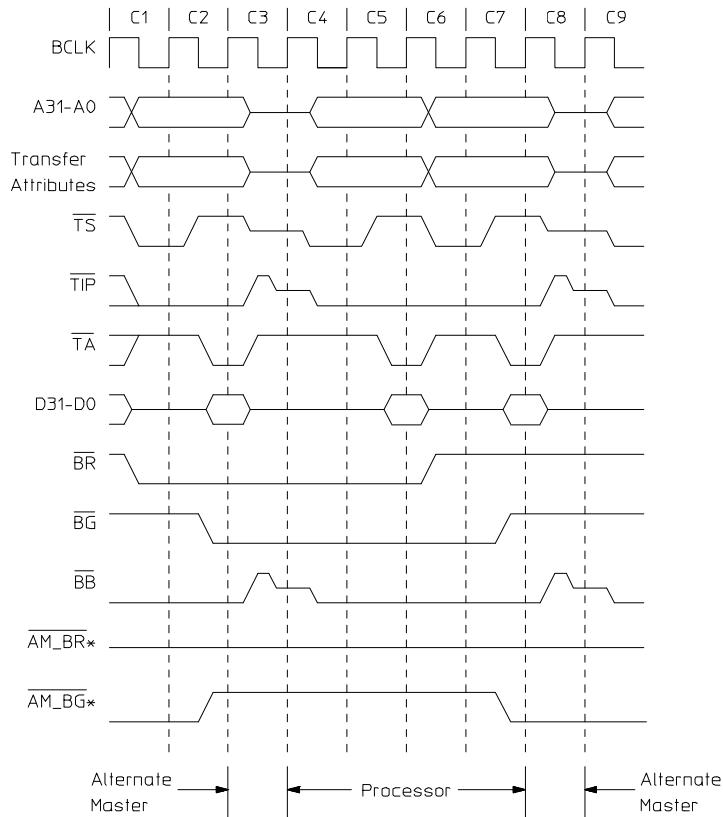 C1 C2 C3 C4 C5 C6 C7 C8 C9
BCLK
A31-A0
Transfer
Attributes
TS
TIP
TA
D31-D0
BR
BG
BB
AM_BR*
AM_BG*
Alternate
Master
Processor
Alternate
Master